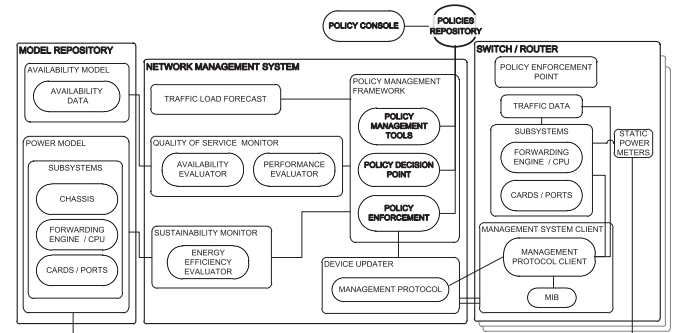 POLICY CONSOLE
POLICIES
REPOSITORY
MODEL REPOSITORY
AVAILABILITY MODEL
AVAILABILITY
DATA
POWER MODEL
SUBSYSTEMS
CHASSIS
FORWARDING
ENGINE / CPU
CARDS / PORTS
NETWORK MANAGEMENT SYSTEM
TRAFFIC LOAD FORECAST
QUALITY OF SERVICE MONITOR
AVAILABILITY
EVALUATOR
PERFORMANCE
EVALUATOR
SUSTAINABILITY MONITOR
ENERGY
EFFICIENCY
EVALUATOR
POLICY MANAGEMENT
FRAMEWORK
POLICY
MANAGEMENT
TOOLS
POLICY DECISION
POINT
POLICY
ENFORCEMENT
DEVICE UPDATER
MANAGEMENT PROTOCOL
SWITCH / ROUTER
POLICY ENFORCEMENT
POINT
TRAFFIC DATA
SUBSYSTEMS
FORWARDING
ENGINE / CPU
CARDS / PORTS
STATIC
POWER
METERS
MANAGEMENT SYSTEM CLIENT
MANAGEMENT
PROTOCOL CLIENT
MIB